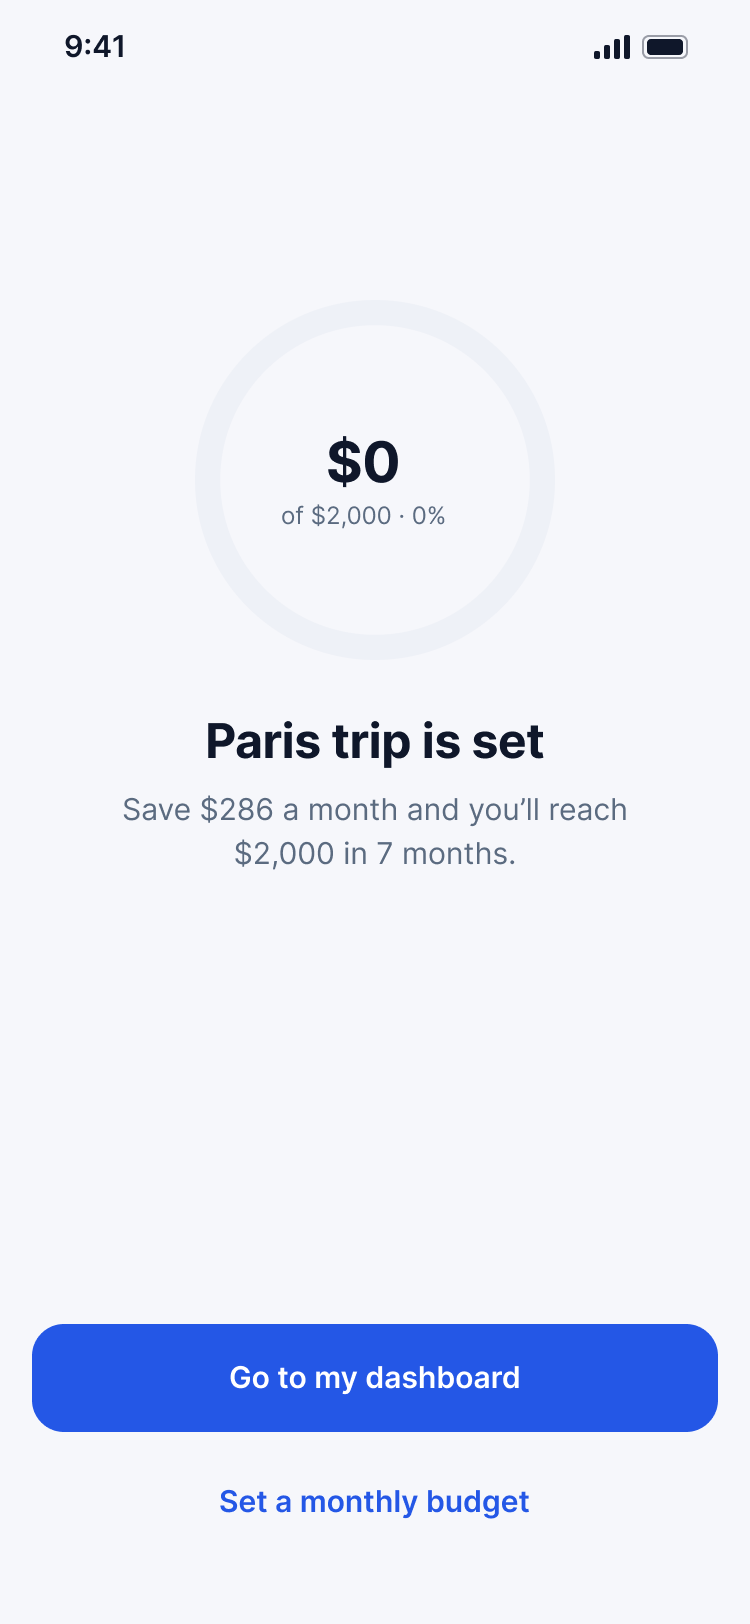 9:41
$0
of $2,000 · 0%
Paris trip is set
Save $286 a month and you’ll reach
$2,000 in 7 months.
Go to my dashboard
Set a monthly budget